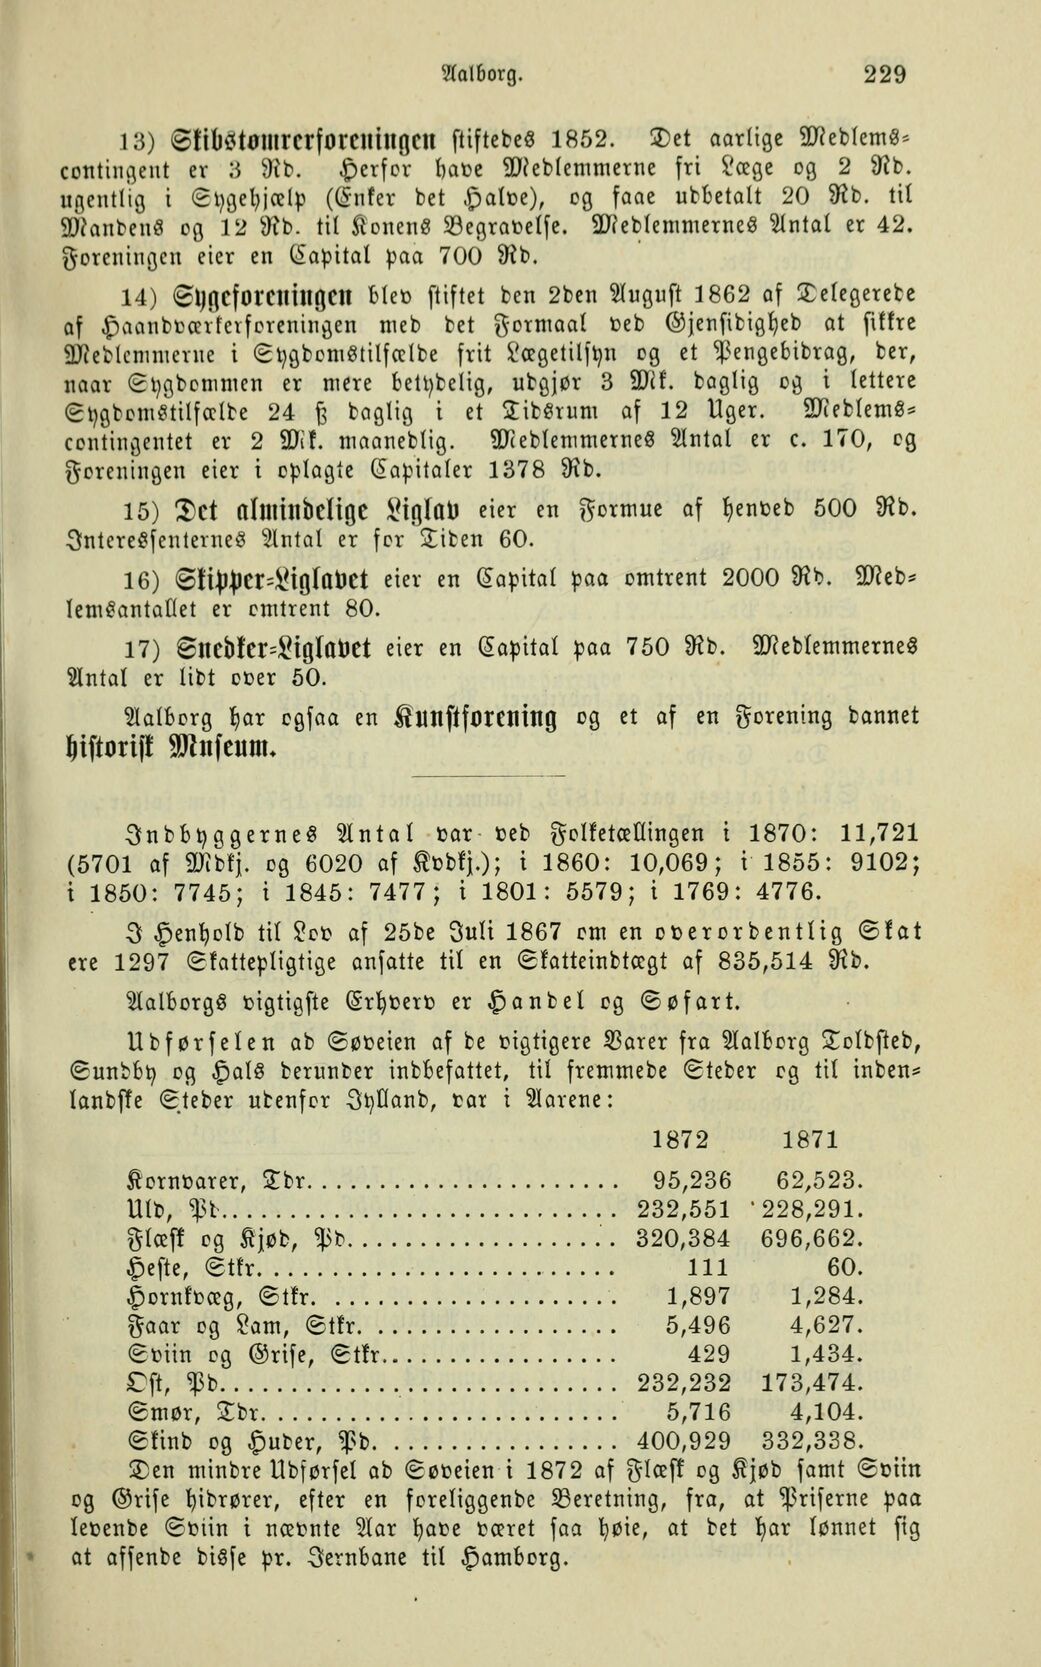 Aalborg. 229
13) Skibstømrerforeningen stiftedes 1852. Det aarlige Medlems-
contingent er 3 Rd. Herfor have Medlemmerne fri Læge og 2 Rd.
ugentlig i Sygehjælp (Enker det Halve), og faae udbetalt 20 Rd. til
Mandens og 12 Rd. til Konens Begravelse. Medlemmernes Antal er 42.
Foreningen eier en Capital paa 700 Rd.
14) Sygeforeningen blev stiftet den 2den August 1862 af Delegerede
af Haandværkerforeningen med det Formaal ved Gjensidighed at sikkre
Medlemmerne i Sygdomstilfælde frit Lægetilsyn og et Pengebidrag, der,
naar Sygdommen er mere betydelig, udgjør 3 Mk. daglig og i lettere
Sygdomstilfælde 24 ß daglig i et Tidsrum af 12 Uger. Medlems-
contingentet er 2 Mk. maanedlig. Medlemmernes Antal er c. 170, og
Foreningen eier i oplagte Capitaler 1378 Rd.
15) Det almindelige Liglav eier en Formue af henved 500 Rd.
Interessenternes Antal er for Tiden 60.
16) Skipper-Liglavet eier en Capital paa omtrent 2000 Rd. Med-
lemsantallet er omtrent 80.
17) Snedker-Liglavet eier en Capital paa 750 Rd. Medlemmernes
Antal er lidt over 50.
Aalborg har ogsaa en Kunstforening og et af en Forening dannet
historisk Museum.
Indbyggernes Antal var ved Folketællingen i 1870: 11,721
(5701 af Mdkj. og 6020 af Kvdkj.); i 1860: 10,069; i 1855: 9102;
i 1850: 7745; i 1845: 7477; i 1801: 5579; i 1769: 4776.
I Henhold til Lov af 25de Juli 1867 om en overordentlig Skat
ere 1297 Skattepligtige ansatte til en Skatteindtægt af 835,514 Rd.
Aalborgs vigtigste Erhverv er Handel og Søfart.
Udførselen ad Søveien af de vigtigere Varer fra Aalborg Toldsted,
Sundby og Hals derunder indbefattet, til fremmede Steder og til inden-
landske Steder udenfor Jylland, var i Aarene:
1872 1871
Kornvarer, Tdr. 95,236 62,523.
Uld, Pd. 232,551 228,291.
Flæsk og Kjød, Pd. 320,384 696,662.
Heste, Stkr. 111 60.
Hornkvæg, Stkr. 1,897 1,284.
Faar og Lam, Stkr. 5,496 4,627.
Sviin og Grise, Stkr. 429 1,434.
Ost, Pd. 232,232 173,474.
Smør, Tdr. 5,716 4,104.
Skind og Huder, Pd. 400,929 332,338.
Den mindre Udførsel ad Søveien i 1872 af Flæsk og Kjød samt Sviin
og Grise hidrører, efter en foreliggende Beretning, fra, at Priserne paa
levende Sviin i nævnte Aar have været saa høie, at det har lønnet sig
at afsende disse pr. Jernbane til Hamborg.